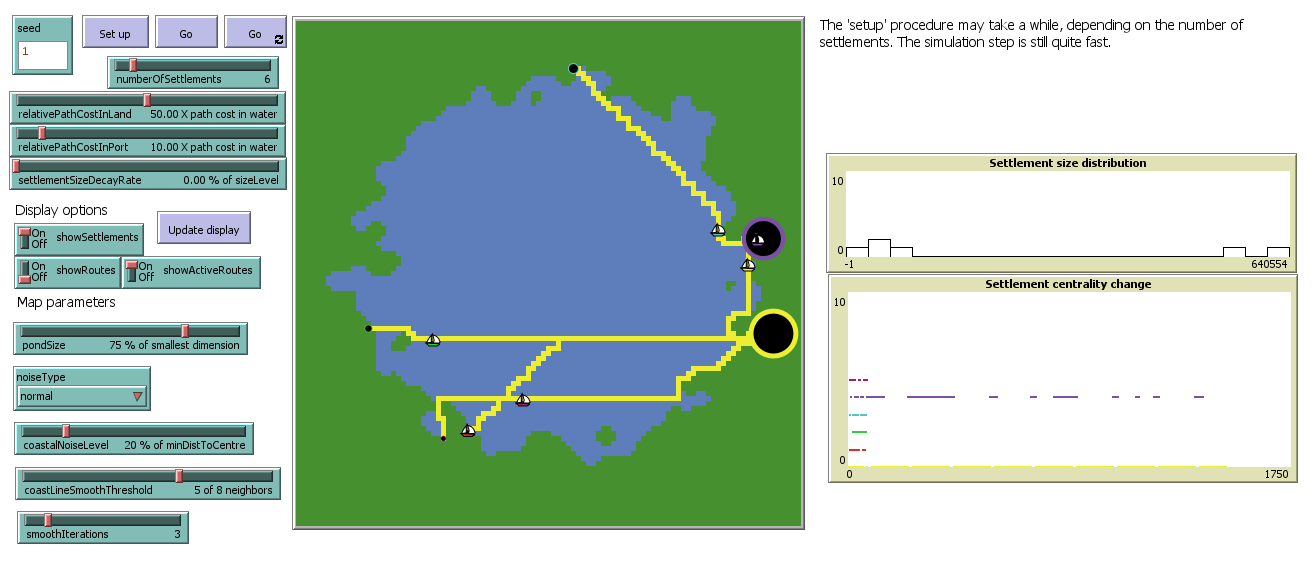 seed
1
Set up
Go
Go
numberOfSettlements 6
relativePathCostInLand 50.00 X path cost in water
relativePathCostInPort 10.00 X path cost in water
settlementSizeDecayRate 0.00 % of sizeLevel
Display options
On
Off
showSettlements
Update display
On
Off
showRoutes
On
Off
showActiveRoutes
Map parameters
pondSize 75 % of smallest dimension
noiseType
normal
coastalNoiseLevel 20 % of minDistToCentre
coastLineSmoothThreshold 5 of 8 neighbors
smoothIterations 3
The 'setup' procedure may take a while, depending on the number of
settlements. The simulation step is still quite fast.
Settlement size distribution
10
0
-1 640554
Settlement centrality change
10
0
0 1750